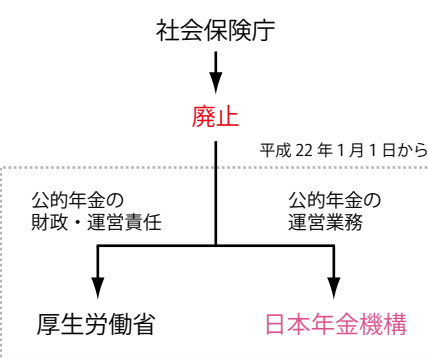 社会保険庁
廃止
平成 22 年 1 月 1 日から
公的年金の
財政・運営責任
公的年金の
運営業務
厚生労働省
日本年金機構